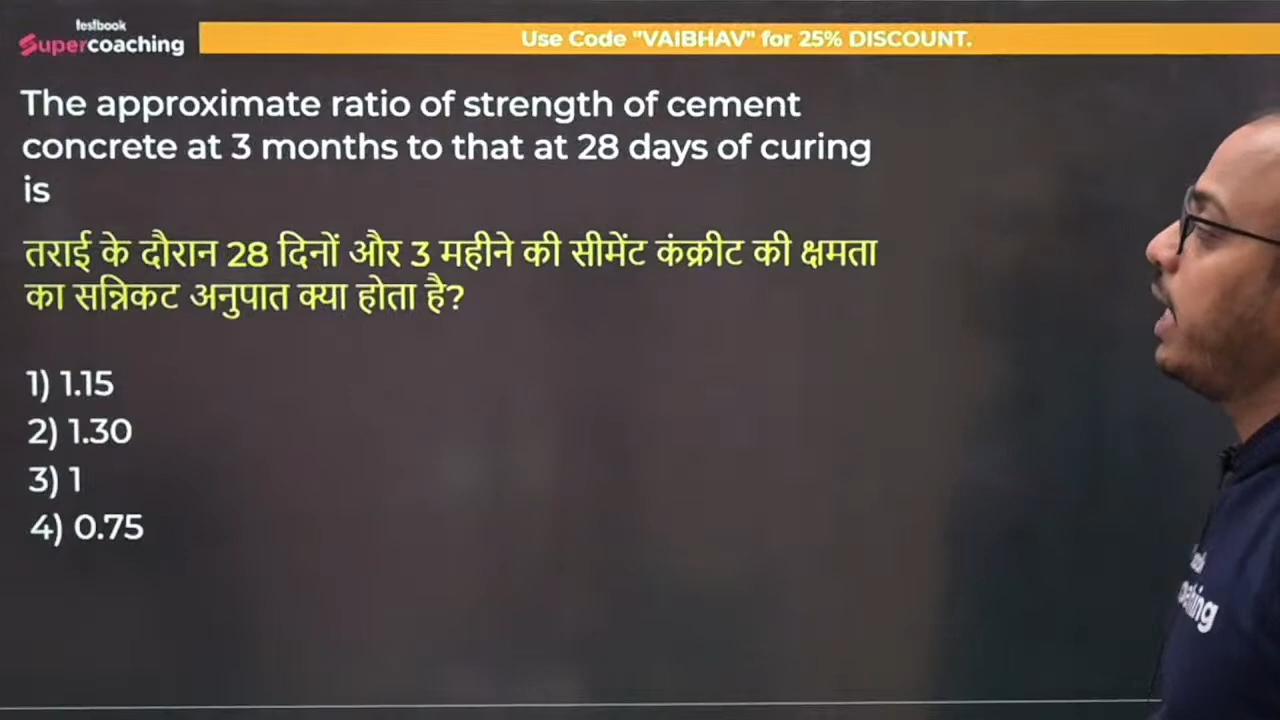 testbook
Supercoaching
Use Code "VAIBHAV" for 25% DISCOUNT.
The approximate ratio of strength of cement
concrete at 3 months to that at 28 days of curing
is
तराई के दौरान 28 दिनों और 3 महीने की सीमेंट कंक्रीट की क्षमता
का सन्निकट अनुपात क्या होता है?
1) 1.15
2) 1.30
3) 1
4) 0.75